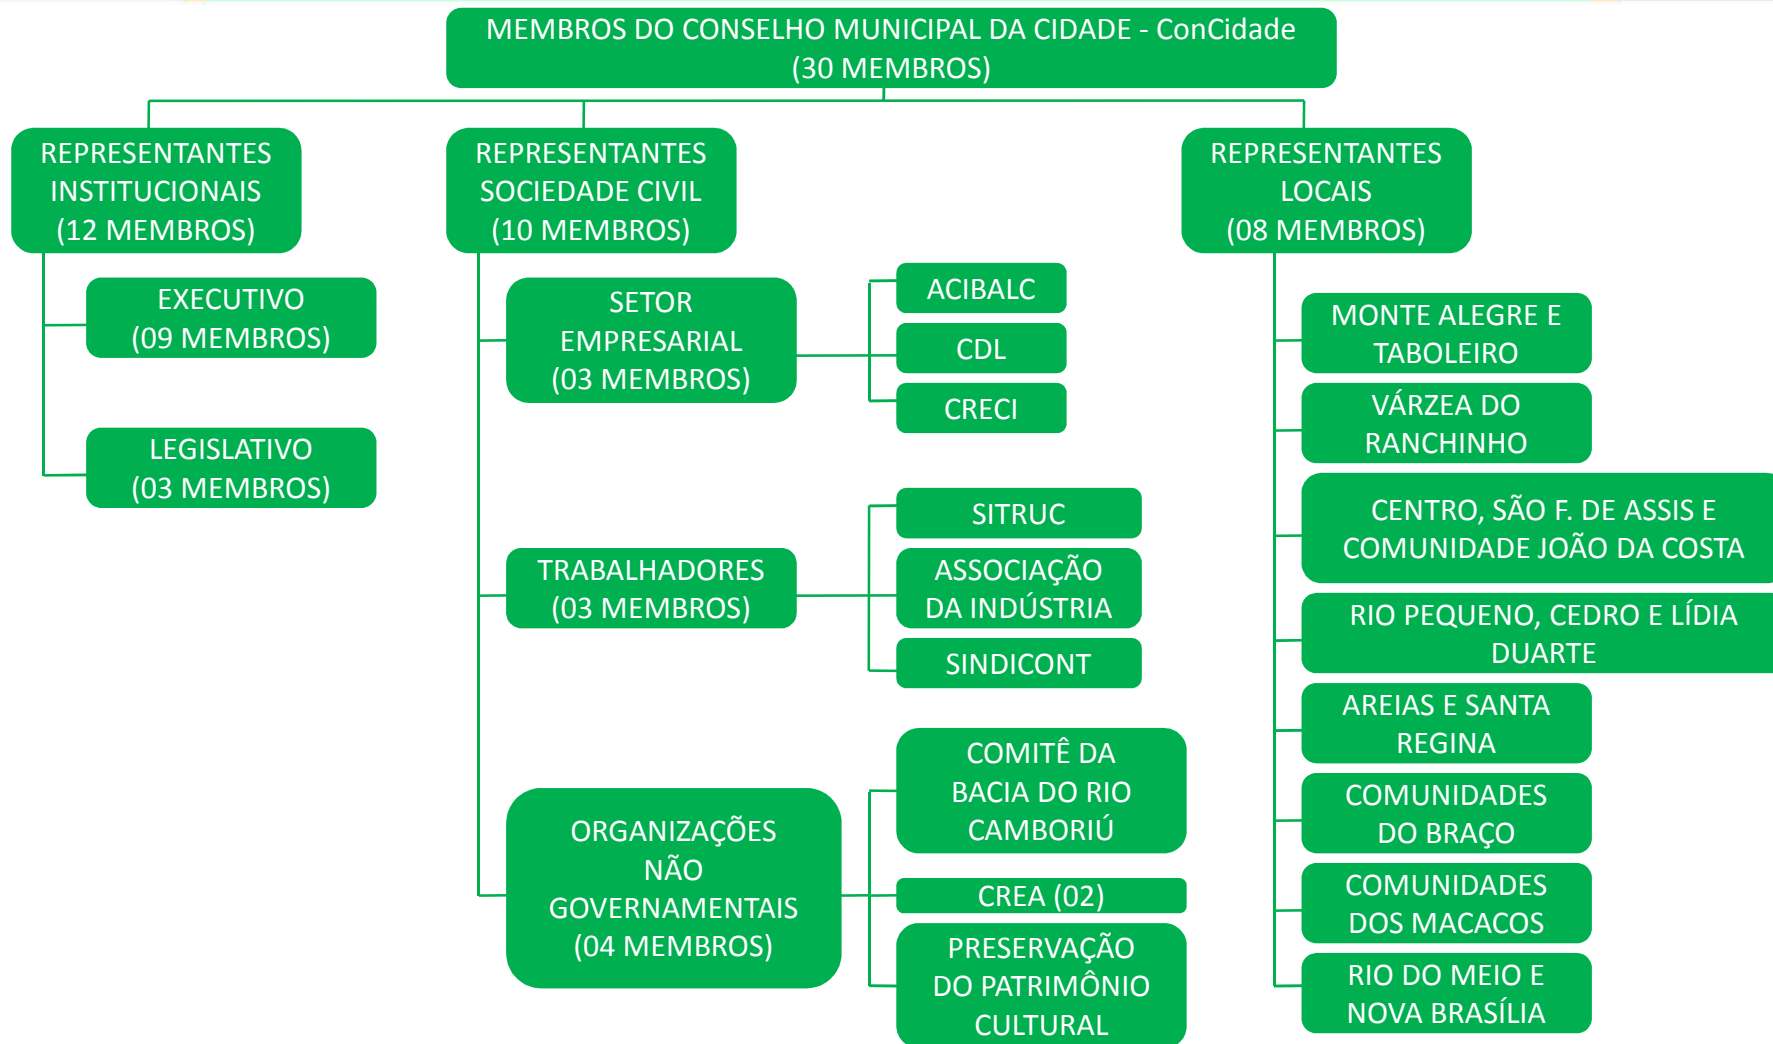 MEMBROS DO CONSELHO MUNICIPAL DA CIDADE - ConCidade
(30 MEMBROS)
REPRESENTANTES
INSTITUCIONAIS
(12 MEMBROS)
EXECUTIVO
(09 MEMBROS)
LEGISLATIVO
(03 MEMBROS)
REPRESENTANTES
SOCIEDADE CIVIL
(10 MEMBROS)
SETOR
EMPRESARIAL
(03 MEMBROS)
ACIBALC
CDL
CRECI
TRABALHADORES
(03 MEMBROS)
SITRUC
ASSOCIAÇÃO
DA INDÚSTRIA
SINDICONT
ORGANIZAÇÕES
NÃO
GOVERNAMENTAIS
(04 MEMBROS)
COMITÊ DA
BACIA DO RIO
CAMBORIÚ
CREA (02)
PRESERVAÇÃO
DO PATRIMÔNIO
CULTURAL
REPRESENTANTES
LOCAIS
(08 MEMBROS)
MONTE ALEGRE E
TABOLEIRO
VÁRZEA DO
RANCHINHO
CENTRO, SÃO F. DE ASSIS E
COMUNIDADE JOÃO DA COSTA
RIO PEQUENO, CEDRO E LÍDIA
DUARTE
AREIAS E SANTA
REGINA
COMUNIDADES
DO BRAÇO
COMUNIDADES
DOS MACACOS
RIO DO MEIO E
NOVA BRASÍLIA